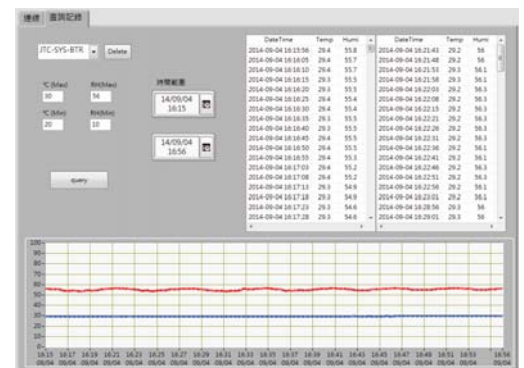 連線 查詢記錄
JTC-SYS-BTR Delete
℃(Max) RH(Max)
30 56
℃(Min) RH(Min)
20 10
query
時間範圍
14/09/04
16:15
14/09/04
16:56
DateTime Temp Humi
2014-09-04 16:15:56 29.4 55.8
2014-09-04 16:16:05 29.4 55.7
2014-09-04 16:16:10 29.4 55.7
2014-09-04 16:16:15 29.3 55.5
2014-09-04 16:16:20 29.3 55.5
2014-09-04 16:16:25 29.4 55.4
2014-09-04 16:16:30 29.4 55.4
2014-09-04 16:16:35 29.3 55.5
2014-09-04 16:16:40 29.3 55.5
2014-09-04 16:16:45 29.4 55.5
2014-09-04 16:16:50 29.4 55.5
2014-09-04 16:16:55 29.4 55.3
2014-09-04 16:17:03 29.4 55.2
2014-09-04 16:17:08 29.4 55.2
2014-09-04 16:17:13 29.3 54.9
2014-09-04 16:17:18 29.3 54.9
2014-09-04 16:17:23 29.3 54.6
2014-09-04 16:17:28 29.3 54.6
DateTime Temp Humi
2014-09-04 16:21:43 29.2 56
2014-09-04 16:21:48 29.2 56
2014-09-04 16:21:53 29.3 56.1
2014-09-04 16:21:58 29.3 56.1
2014-09-04 16:22:03 29.2 56.3
2014-09-04 16:22:08 29.2 56.3
2014-09-04 16:22:15 29.3 56.3
2014-09-04 16:22:21 29.2 56.3
2014-09-04 16:22:26 29.2 56.3
2014-09-04 16:22:31 29.2 56.3
2014-09-04 16:22:36 29.2 56.1
2014-09-04 16:22:41 29.2 56.1
2014-09-04 16:22:46 29.2 56.3
2014-09-04 16:22:51 29.2 56.3
2014-09-04 16:22:56 29.2 56.1
2014-09-04 16:23:01 29.2 56.1
2014-09-04 16:28:56 29.3 56
2014-09-04 16:29:01 29.3 56
100
90
80
70
60
50
40
30
20
10
0
16:15 16:17 16:19 16:21 16:23 16:25 16:27 16:29 16:31 16:33 16:35 16:37 16:39 16:41 16:43 16:45 16:47 16:49 16:51 16:53 16:56
09/04 09/04 09/04 09/04 09/04 09/04 09/04 09/04 09/04 09/04 09/04 09/04 09/04 09/04 09/04 09/04 09/04 09/04 09/04 09/04 09/04